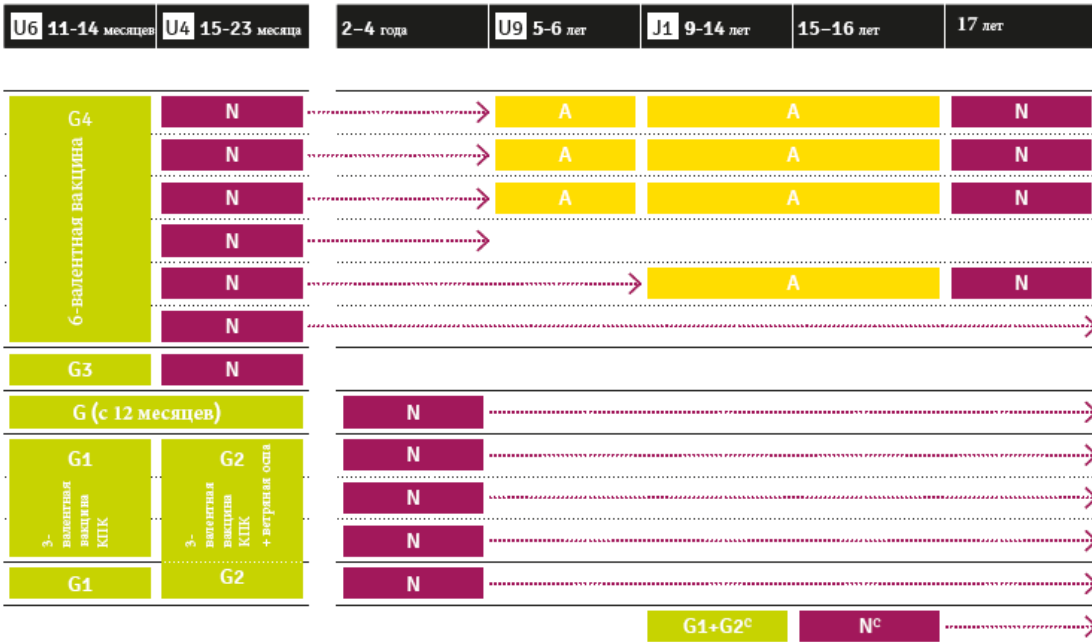 U6 11-14 месяцев U4 15-23 месяца 2–4 года U9 5-6 лет J1 9-14 лет 15–16 лет 17 лет
G4 N A A N
6-валентная вакцина
N A A N
N A A N
N
N A N
N
G3 N
G (с 12 месяцев) N
G1 G2 N
3-валентная вакцина КПК
3-валентная вакцина КПК + ветряная оспа
N
N
G1 G2 N
G1+G2ᶜ Nᶜ